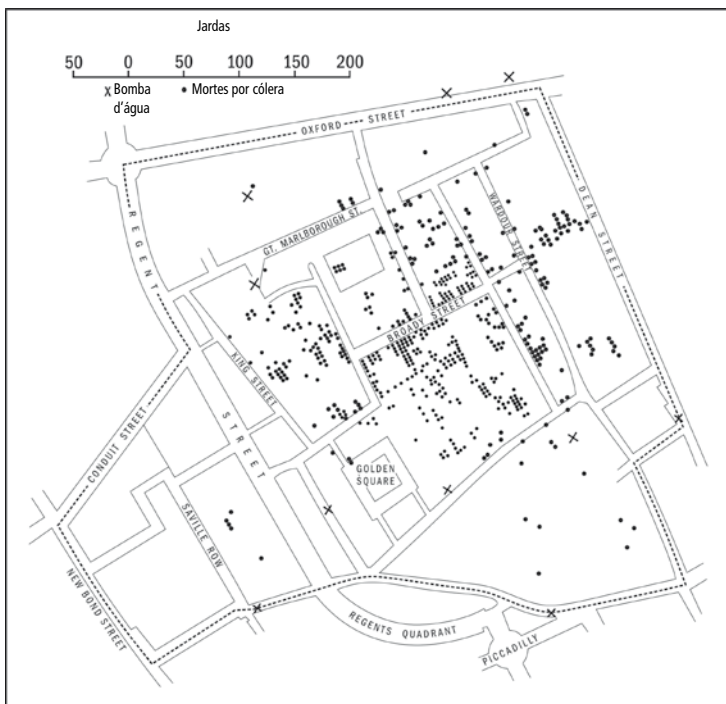 Jardas
50 0 50 100 150 200
x Bomba d'água
• Mortes por cólera
OXFORD STREET
REGENT
GT. MARLBOROUGH ST.
WARDOUR STREET
DEAN STREET
BROADY STREET
KING STREET
STREET
CONDUIT STREET
GOLDEN
SQUARE
SAVILLE ROW
NEW BOND STREET
REGENTS QUADRANT
PICCADILLY